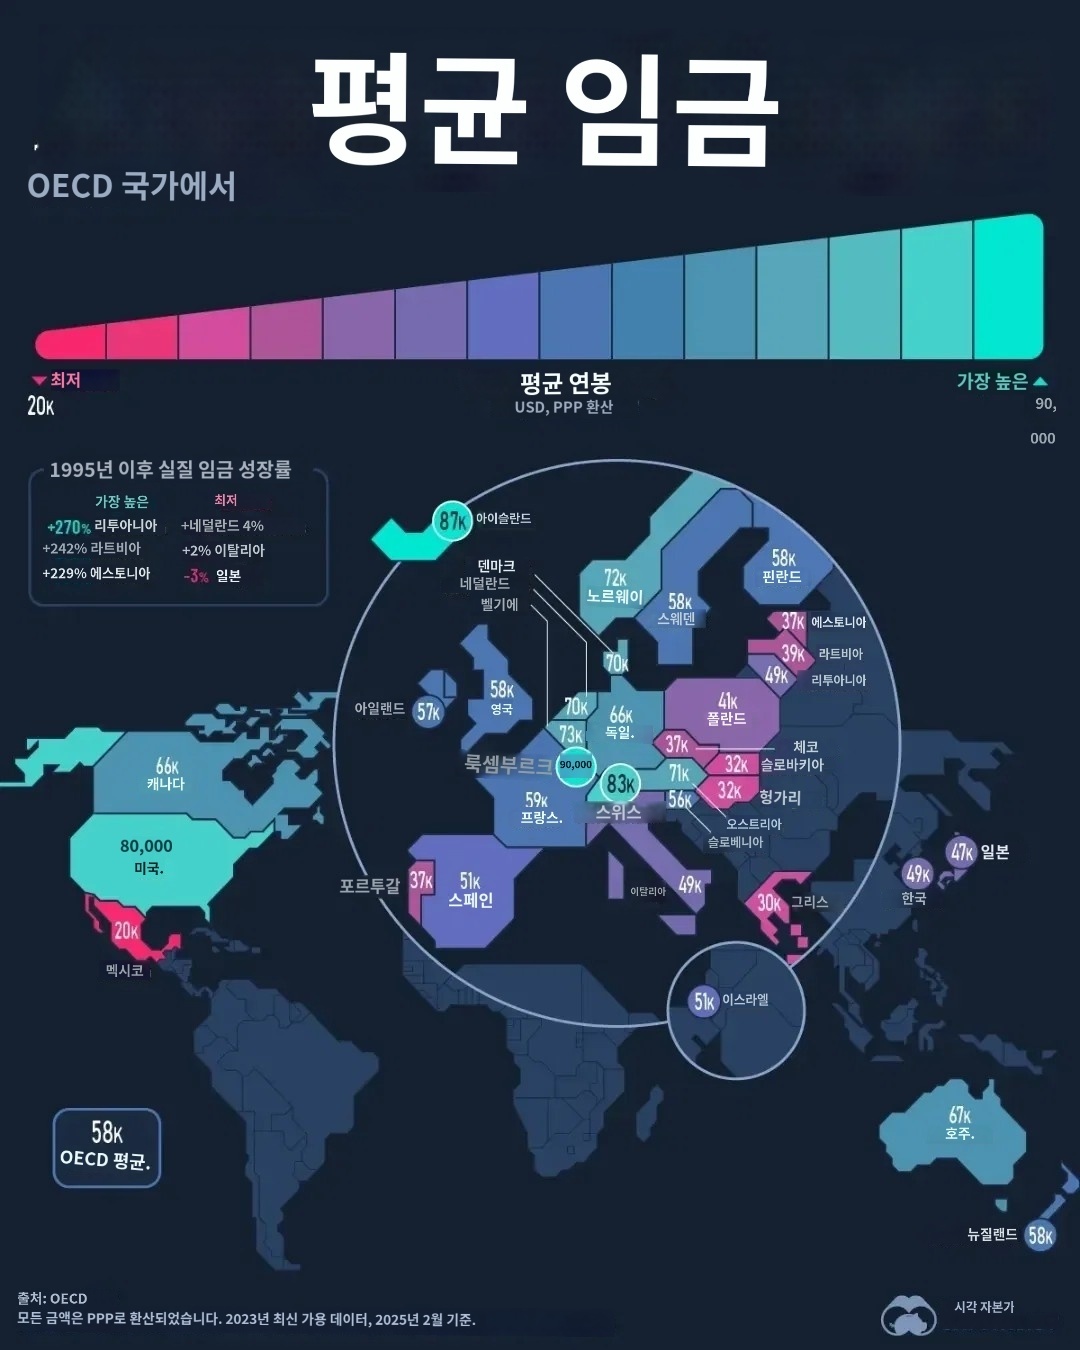 평균 임금
OECD 국가에서
최저
20K
평균 연봉
USD, PPP 환산
가장 높은
90,
000
1995년 이후 실질 임금 성장률
가장 높은
최저
+270% 리투아니아
+네덜란드 4%
+242% 라트비아
+2% 이탈리아
+229% 에스토니아
-3% 일본
87K 아이슬란드
덴마크
네덜란드
벨기에
72K
노르웨이
58K
스웨덴
58K
핀란드
37K 에스토니아
39K 라트비아
49K 리투아니아
70K
아일랜드 57K
58K
영국
70K
73K
66K
독일.
41K
폴란드
37K 체코
32K 슬로바키아
룩셈부르크 90,000
83K
스위스
71K
32K 헝가리
56K
오스트리아
슬로베니아
59K
프랑스.
66K
캐나다
80,000
미국.
20K
멕시코
포르투갈 37K
51K
스페인
이탈리아 49K
30K 그리스
47K 일본
49K
한국
51K 이스라엘
58K
OECD 평균.
67K
호주.
뉴질랜드 58K
출처: OECD
모든 금액은 PPP로 환산되었습니다. 2023년 최신 가용 데이터, 2025년 2월 기준.
시각 자본가